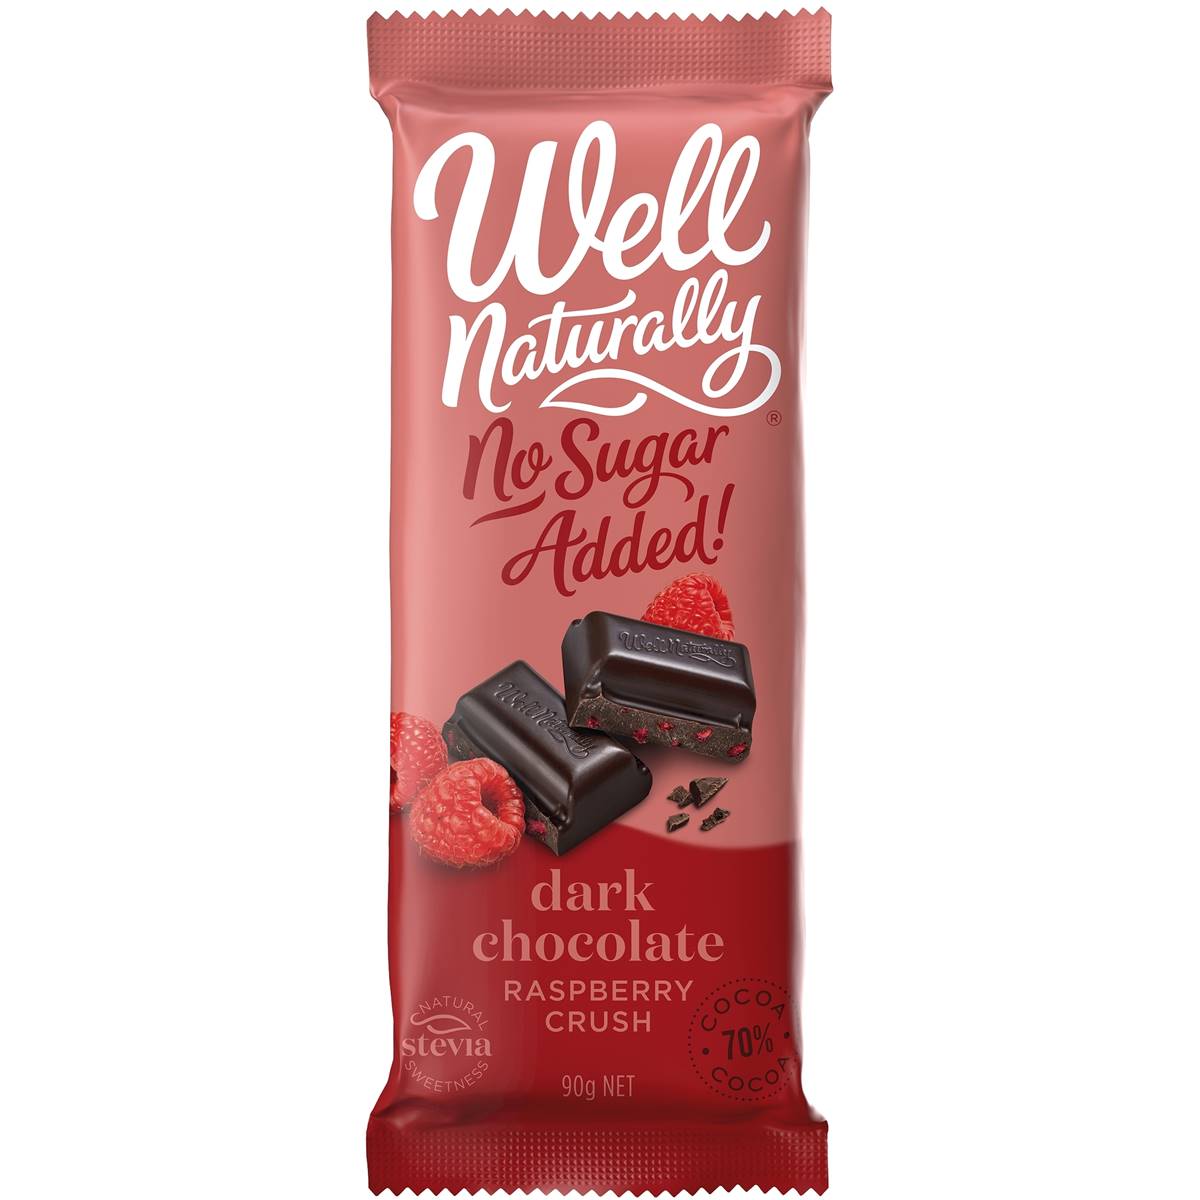 Well
Naturally
®
No Sugar
Added!
Well Naturally
Well Naturally
dark
chocolate
RASPBERRY
CRUSH
NATURAL
stevia
SWEETNESS
COCOA
70%
COCOA
90g NET